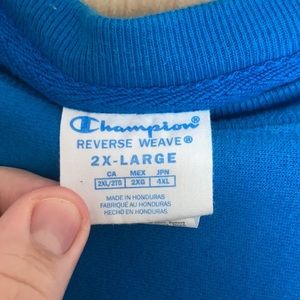 Champion®
REVERSE WEAVE®
2X-LARGE
CA MEX JPN
2XL/2TG 2XG 4XL
MADE IN HONDURAS
FABRIQUÉ AU HONDURAS
HECHO EN HONDURAS